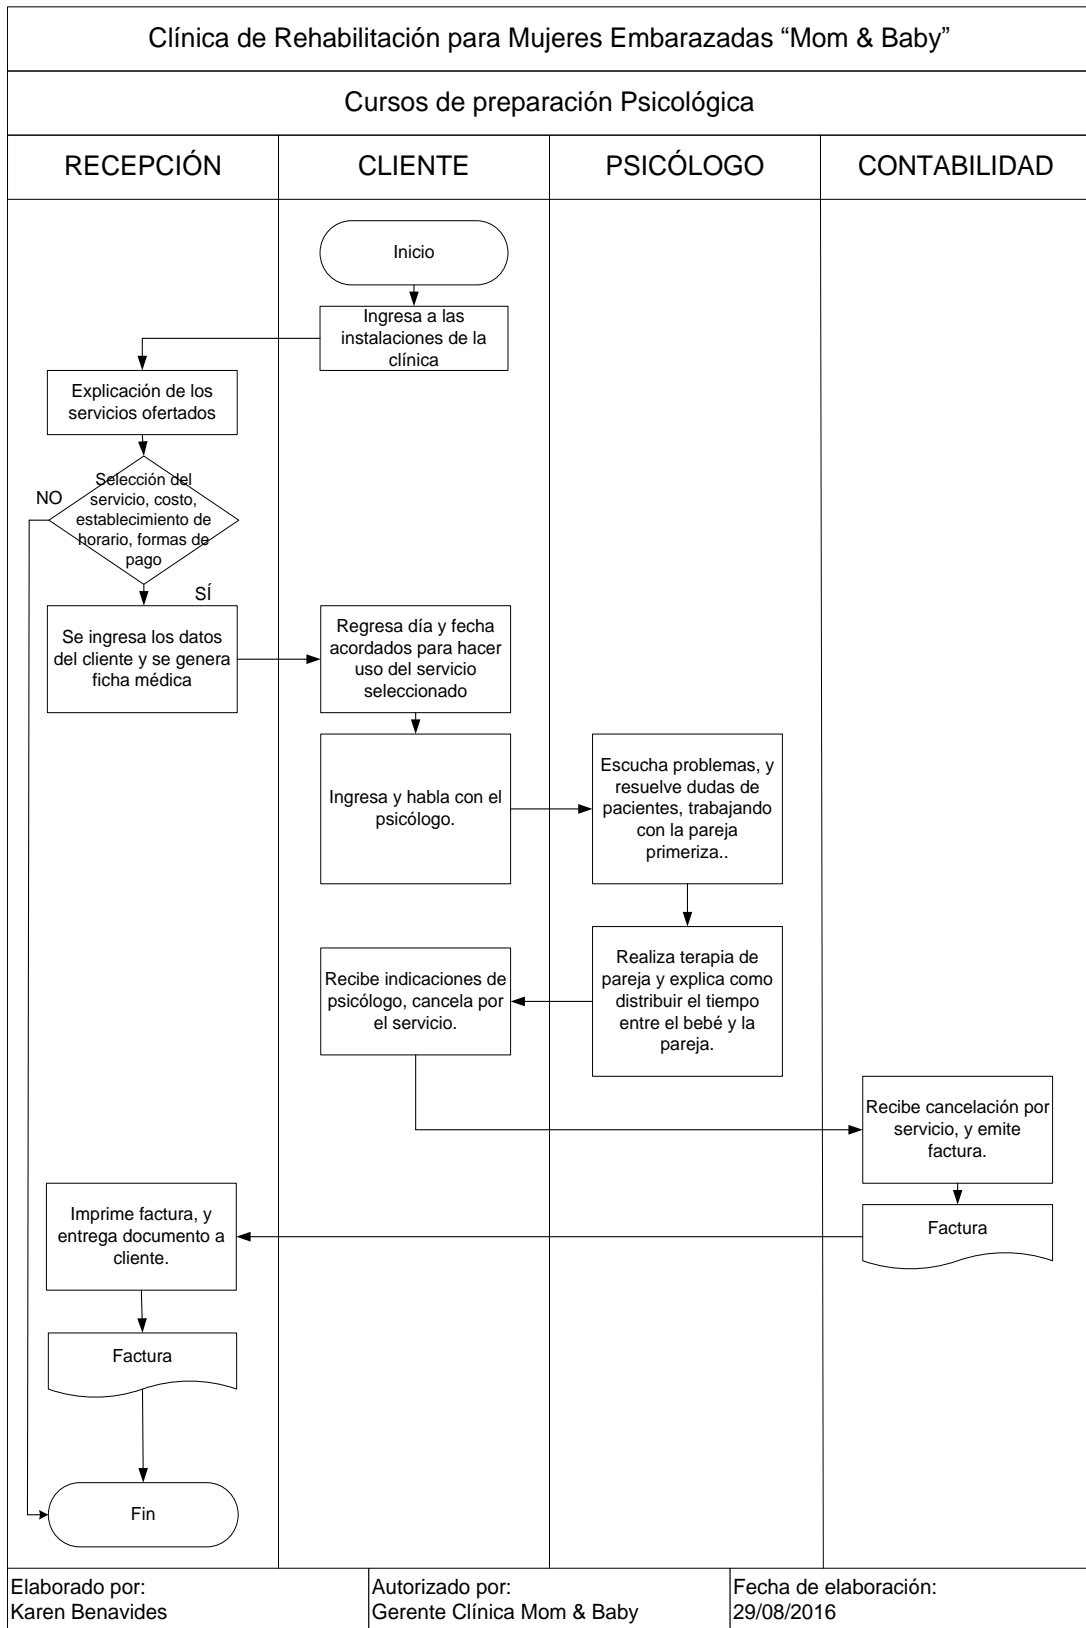 Clínica de Rehabilitación para Mujeres Embarazadas “Mom & Baby”
Cursos de preparación Psicológica
RECEPCIÓN
CLIENTE
PSICÓLOGO
CONTABILIDAD
Inicio
Ingresa a las
instalaciones de la
clínica
Explicación de los
servicios ofertados
Selección del
servicio, costo,
establecimiento de
horario, formas de
pago
NO
SÍ
Se ingresa los datos
del cliente y se genera
ficha médica
Regresa día y fecha
acordados para hacer
uso del servicio
seleccionado
Ingresa y habla con el
psicólogo.
Escucha problemas, y
resuelve dudas de
pacientes, trabajando
con la pareja
primeriza..
Realiza terapia de
pareja y explica como
distribuir el tiempo
entre el bebé y la
pareja.
Recibe indicaciones de
psicólogo, cancela por
el servicio.
Recibe cancelación por
servicio, y emite
factura.
Factura
Imprime factura, y
entrega documento a
cliente.
Factura
Fin
Elaborado por:
Karen Benavides
Autorizado por:
Gerente Clínica Mom & Baby
Fecha de elaboración:
29/08/2016